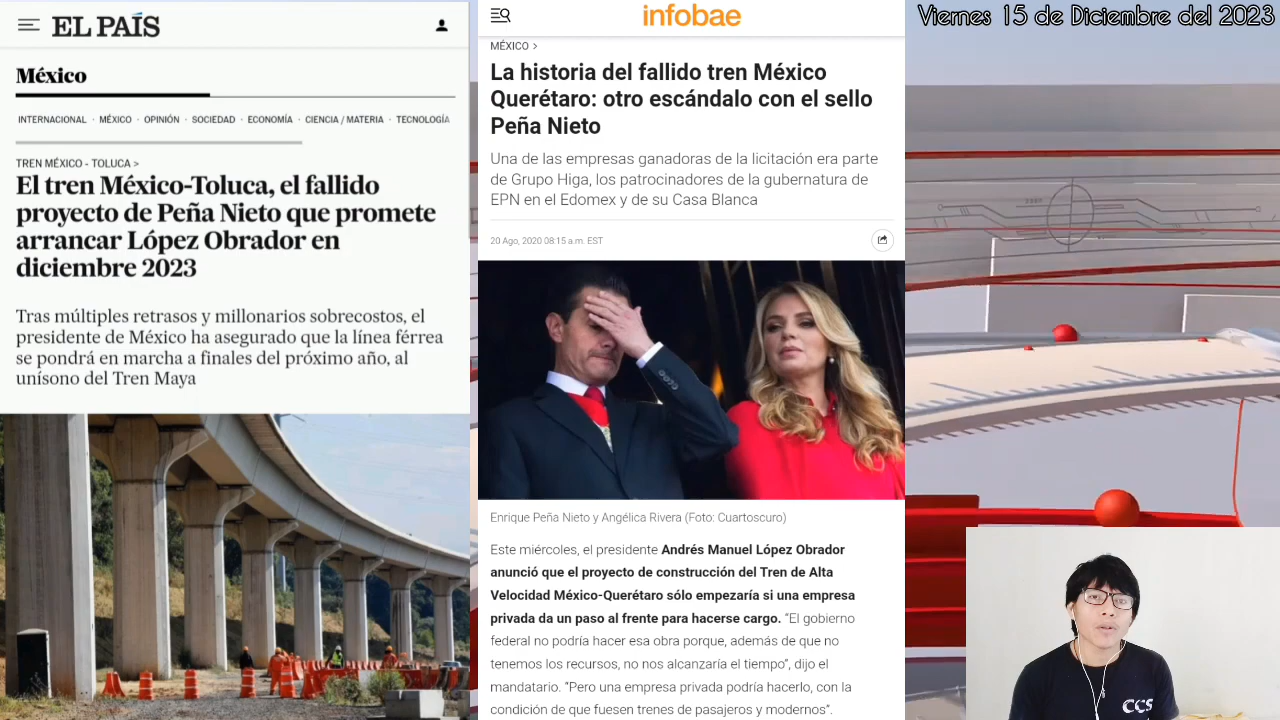 EL PAÍS
México
INTERNACIONAL · MÉXICO · OPINIÓN · SOCIEDAD · ECONOMÍA · CIENCIA / MATERIA · TECNOLOGÍA
TREN MÉXICO - TOLUCA >
El tren México-Toluca, el fallido
proyecto de Peña Nieto que promete
arrancar López Obrador en
diciembre 2023
Tras múltiples retrasos y millonarios sobrecostos, el
presidente de México ha asegurado que la línea férrea
se pondrá en marcha a finales del próximo año, al
unísono del Tren Maya
infobae
MÉXICO >
La historia del fallido tren México
Querétaro: otro escándalo con el sello
Peña Nieto
Una de las empresas ganadoras de la licitación era parte
de Grupo Higa, los patrocinadores de la gubernatura de
EPN en el Edomex y de su Casa Blanca
20 Ago, 2020 08:15 a.m. EST
Enrique Peña Nieto y Angélica Rivera (Foto: Cuartoscuro)
Este miércoles, el presidente Andrés Manuel López Obrador
anunció que el proyecto de construcción del Tren de Alta
Velocidad México-Querétaro sólo empezaría si una empresa
privada da un paso al frente para hacerse cargo. “El gobierno
federal no podría hacer esa obra porque, además de que no
tenemos los recursos, no nos alcanzaría el tiempo”, dijo el
mandatario. “Pero una empresa privada podría hacerlo, con la
condición de que fuesen trenes de pasajeros y modernos”.
Viernes 15 de Diciembre del 2023
CCS